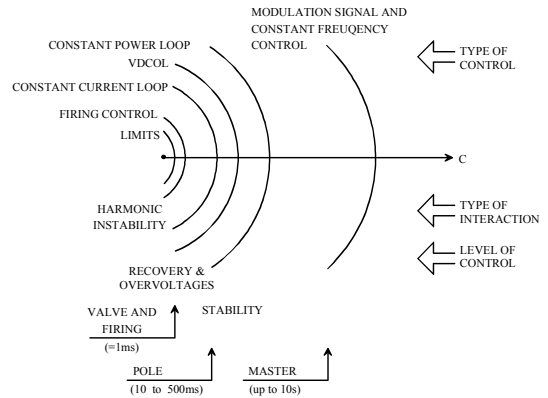 MODULATION SIGNAL AND
CONSTANT FREUQENCY
CONTROL
CONSTANT POWER LOOP
VDCOL
CONSTANT CURRENT LOOP
FIRING CONTROL
LIMITS
TYPE OF
CONTROL
C
HARMONIC
INSTABILITY
TYPE OF
INTERACTION
LEVEL OF
CONTROL
RECOVERY &
OVERVOLTAGES
VALVE AND
FIRING
(=1ms)
STABILITY
POLE
(10 to 500ms)
MASTER
(up to 10s)